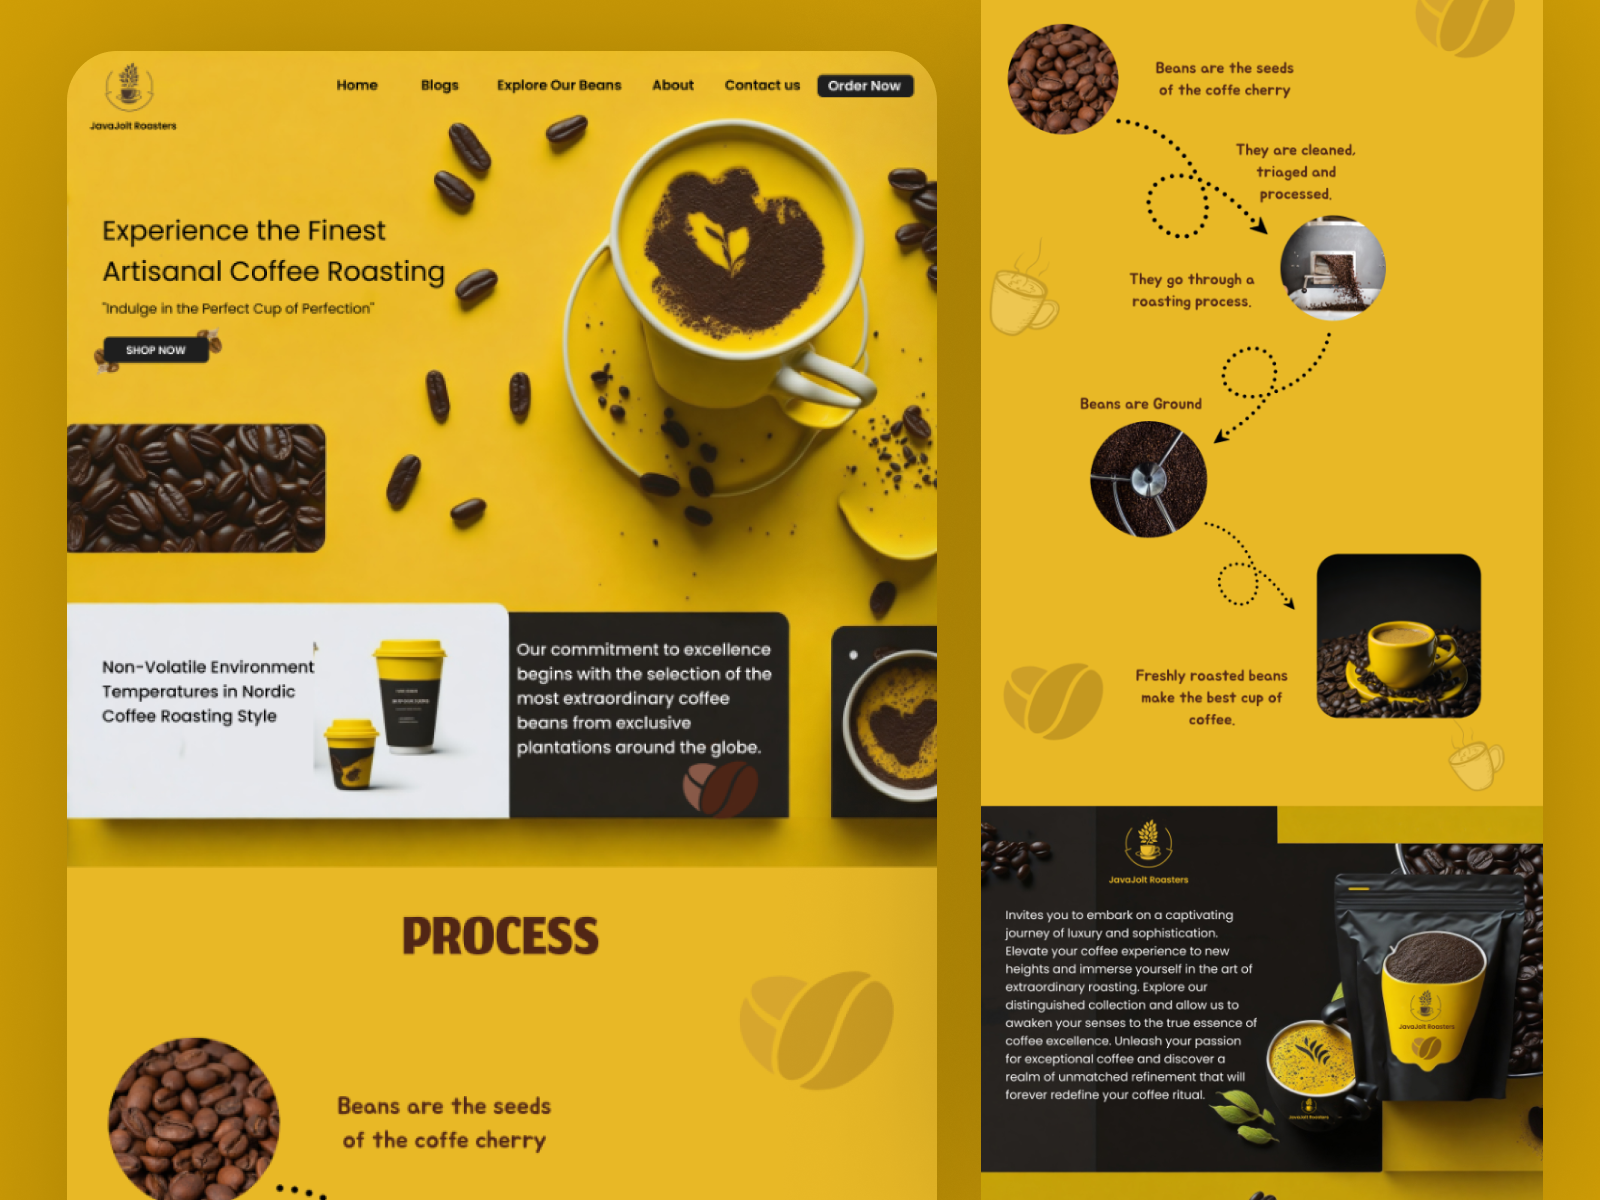 JavaJolt Roasters
Home
Blogs
Explore Our Beans
About
Contact us
Order Now
Experience the Finest
Artisanal Coffee Roasting
"Indulge in the Perfect Cup of Perfection"
SHOP NOW
Non-Volatile Environment
Temperatures in Nordic
Coffee Roasting Style
Our commitment to excellence
begins with the selection of the
most extraordinary coffee
beans from exclusive
plantations around the globe.
PROCESS
Beans are the seeds
of the coffe cherry
Beans are the seeds
of the coffe cherry
They are cleaned,
triaged and
processed.
They go through a
roasting process.
Beans are Ground
Freshly roasted beans
make the best cup of
coffee.
JavaJolt Roasters
Invites you to embark on a captivating
journey of luxury and sophistication.
Elevate your coffee experience to new
heights and immerse yourself in the art of
extraordinary roasting. Explore our
distinguished collection and allow us to
awaken your senses to the true essence of
coffee excellence. Unleash your passion
for exceptional coffee and discover a
realm of unmatched refinement that will
forever redefine your coffee ritual.
JavaJolt Roasters
JavaJolt Roasters